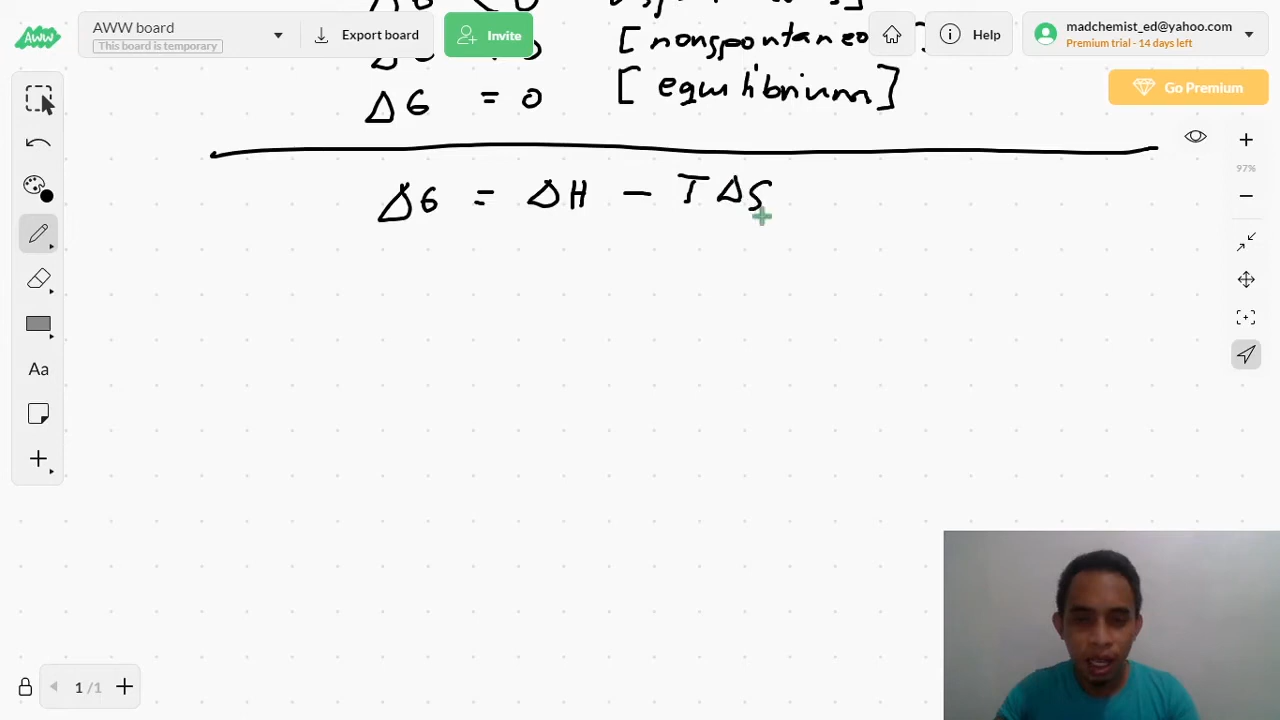 AWW
AWW board
This board is temporary
Export board
Invite
Help
madchemist_ed@yahoo.com
Premium trial - 14 days left
Go Premium
[ nonspontaneo
ΔG = 0 [ equilibrium ]
ΔG = ΔH - TΔS
97%
Aa
1 /1